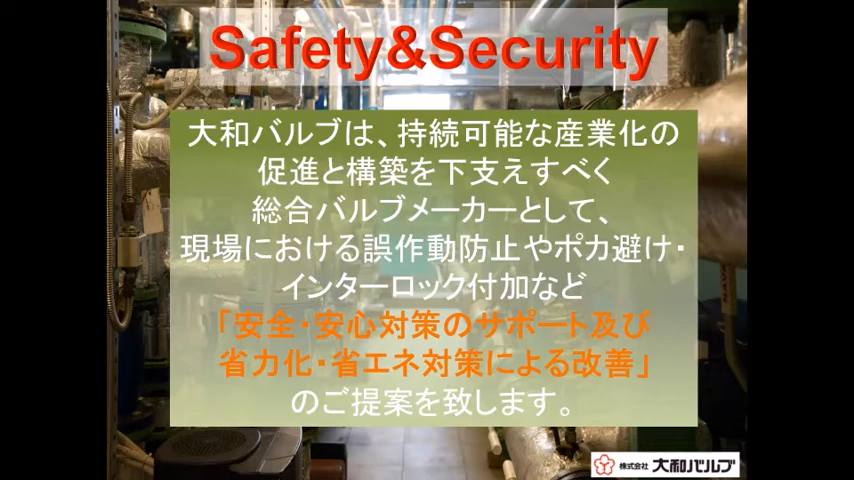 Safety&Security
大和バルブは、持続可能な産業化の
促進と構築を下支えすべく
総合バルブメーカーとして、
現場における誤作動防止やポカ避け・
インターロック付加など
「安全・安心対策のサポート及び
省力化・省エネ対策による改善」
のご提案を致します。
株式会社 大和バルブ